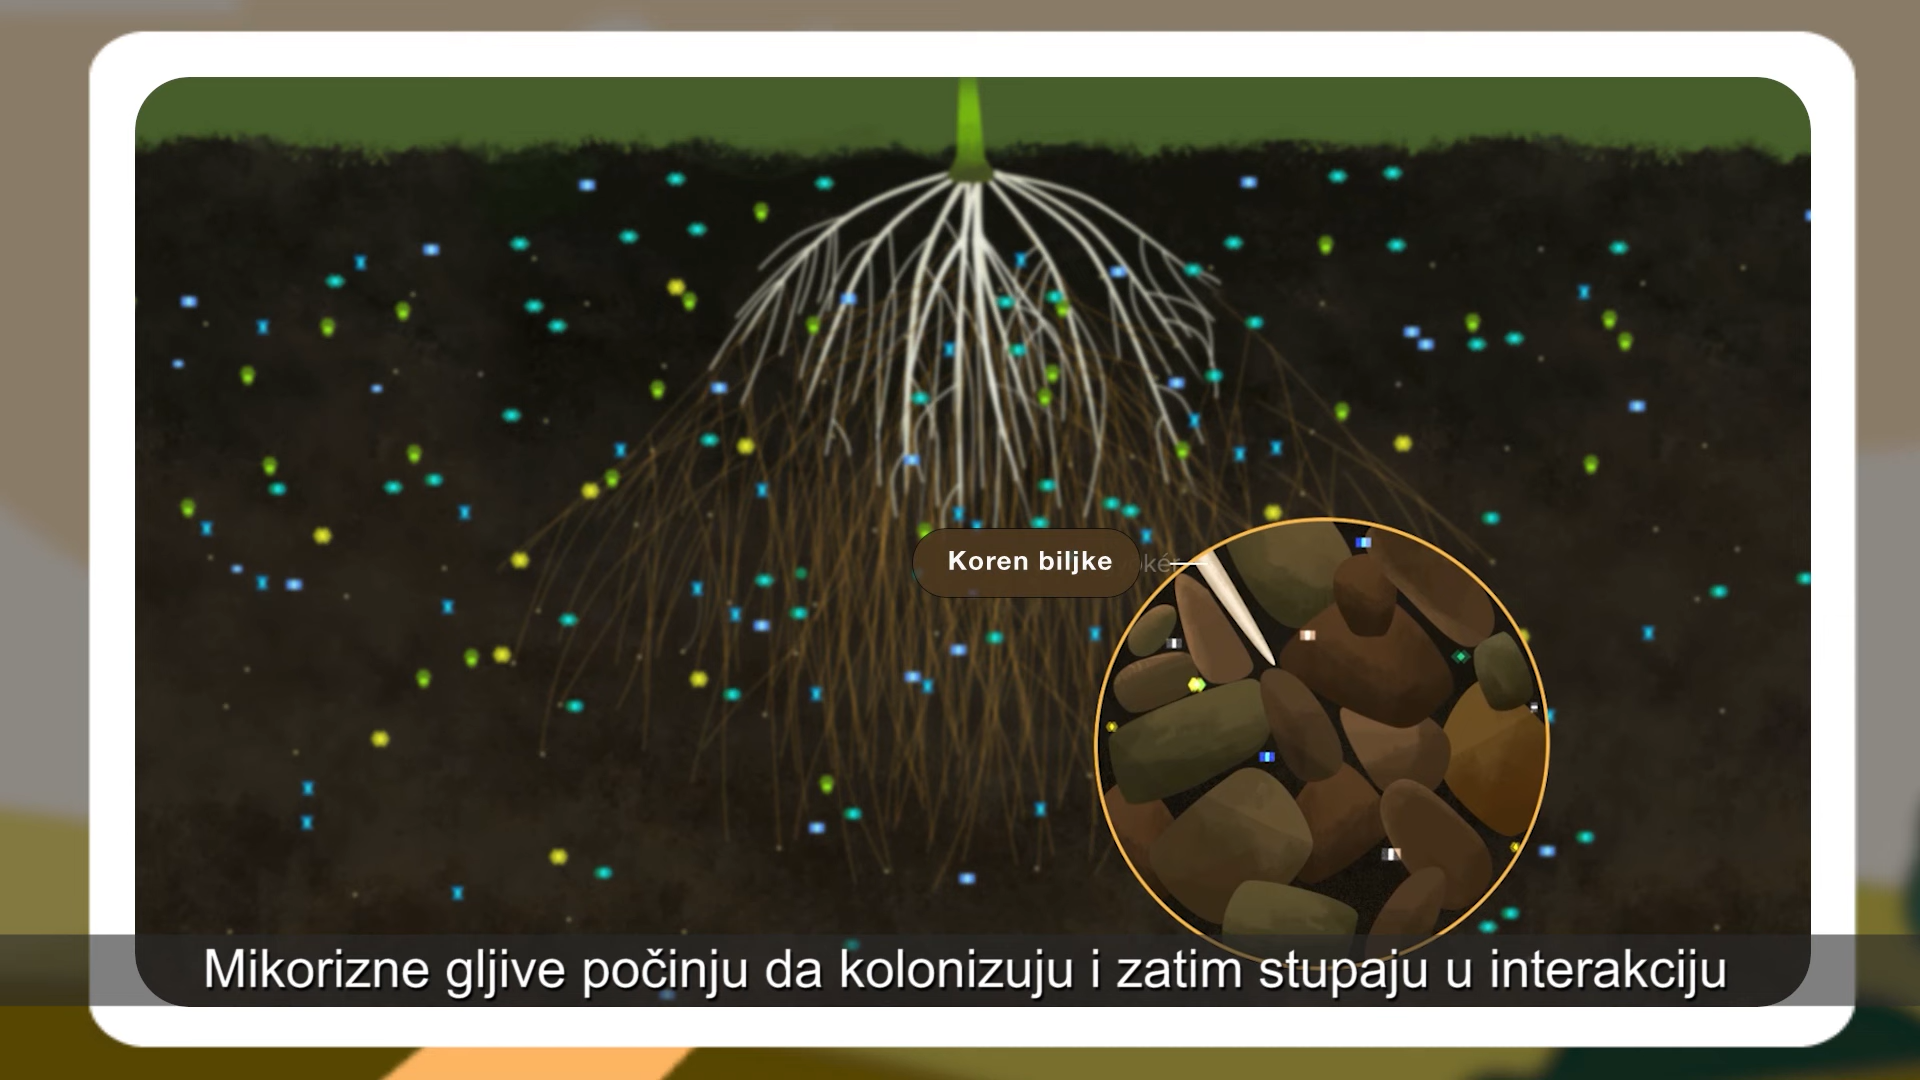 Koren biljke
Mikorizne gljive počinju da kolonizuju i zatim stupaju u interakciju